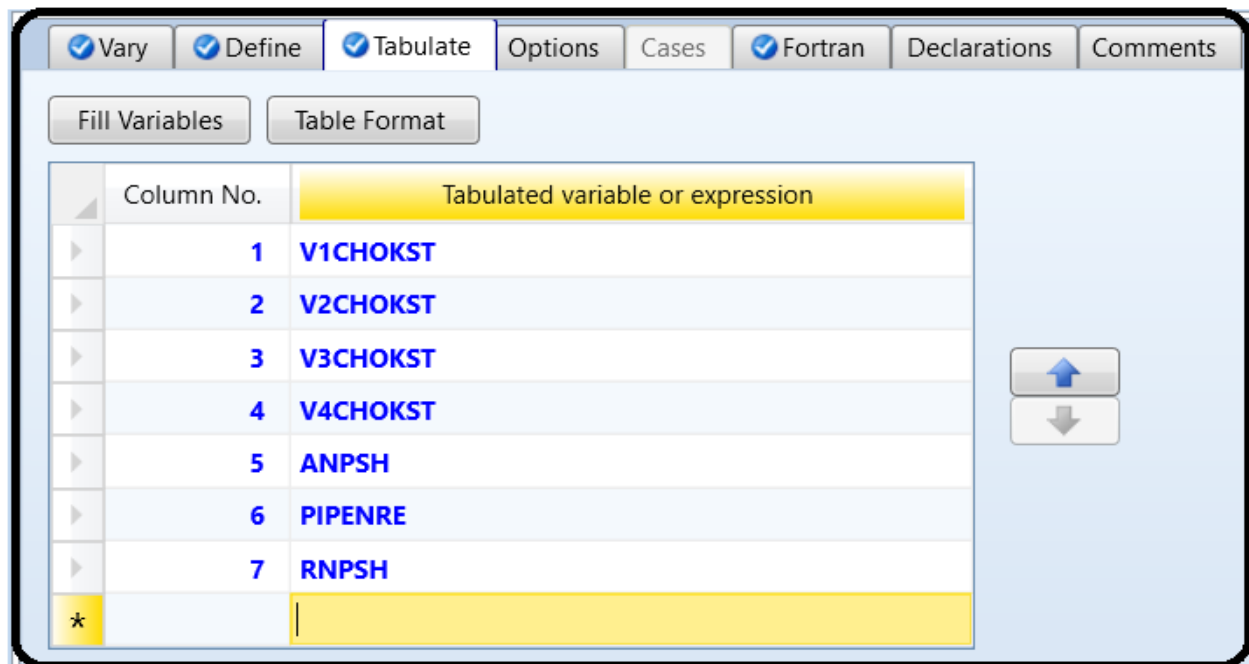 Vary Define Tabulate Options Cases Fortran Declarations Comments
Fill Variables Table Format
Column No. Tabulated variable or expression
1 V1CHOKST
2 V2CHOKST
3 V3CHOKST
4 V4CHOKST
5 ANPSH
6 PIPENRE
7 RNPSH
*